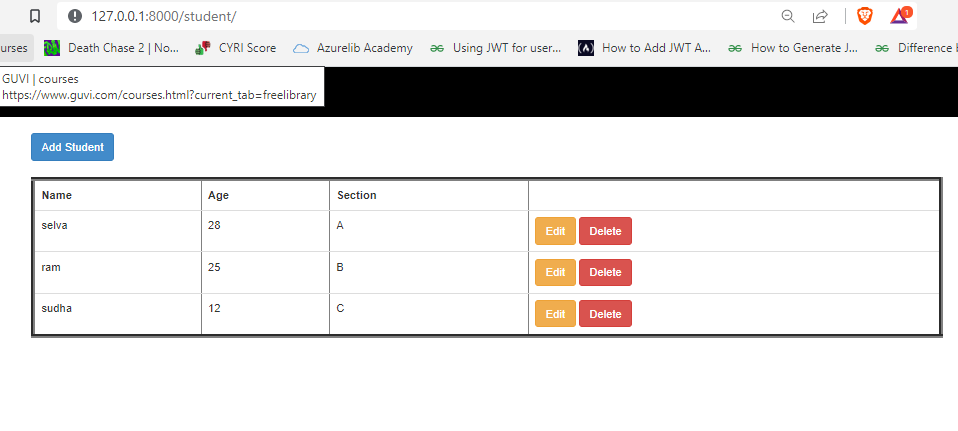 127.0.0.1:8000/student/
1
urses Death Chase 2 | No... CYRI Score Azurelib Academy Using JWT for user... How to Add JWT A... How to Generate J... Difference b
GUVI | courses
https://www.guvi.com/courses.html?current_tab=freelibrary
Add Student
Name Age Section
selva 28 A Edit Delete
ram 25 B Edit Delete
sudha 12 C Edit Delete